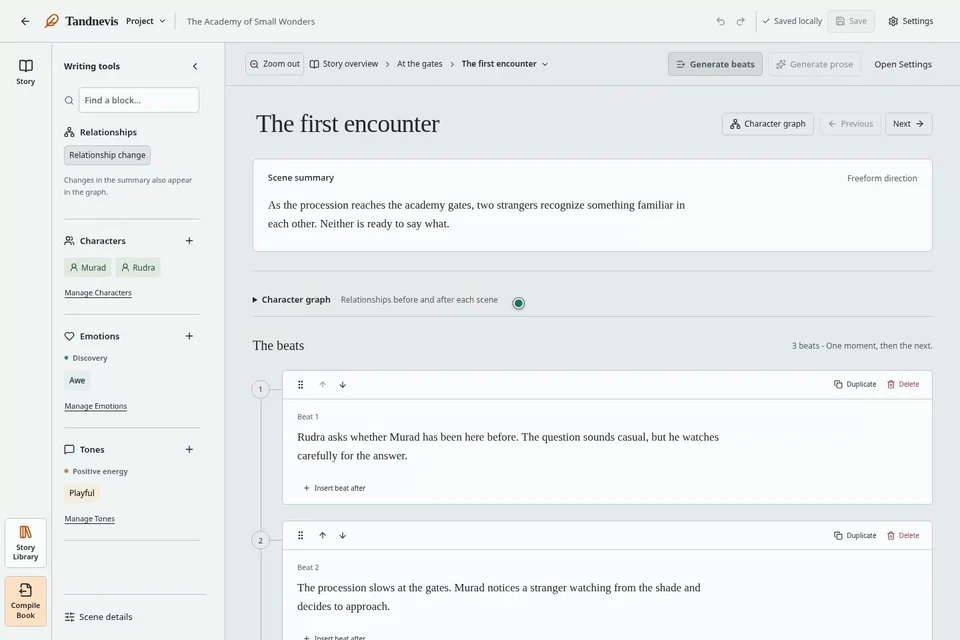 Tandnevis Project The Academy of Small Wonders Saved locally Save Settings
Story
Story Library
Compile Book
Writing tools
Find a block...
Relationships
Relationship change
Changes in the summary also appear
in the graph.
Characters
Murad Rudra
Manage Characters
Emotions
Discovery
Awe
Manage Emotions
Tones
Positive energy
Playful
Manage Tones
Scene details
Zoom out Story overview At the gates The first encounter Generate beats Generate prose Open Settings
The first encounter Character graph Previous Next
Scene summary Freeform direction
As the procession reaches the academy gates, two strangers recognize something familiar in
each other. Neither is ready to say what.
Character graph Relationships before and after each scene
The beats 3 beats - One moment, then the next.
1 Duplicate Delete
Beat 1
Rudra asks whether Murad has been here before. The question sounds casual, but he watches
carefully for the answer.
+ Insert beat after
2 Duplicate Delete
Beat 2
The procession slows at the gates. Murad notices a stranger watching from the shade and
decides to approach.
+ Insert beat after